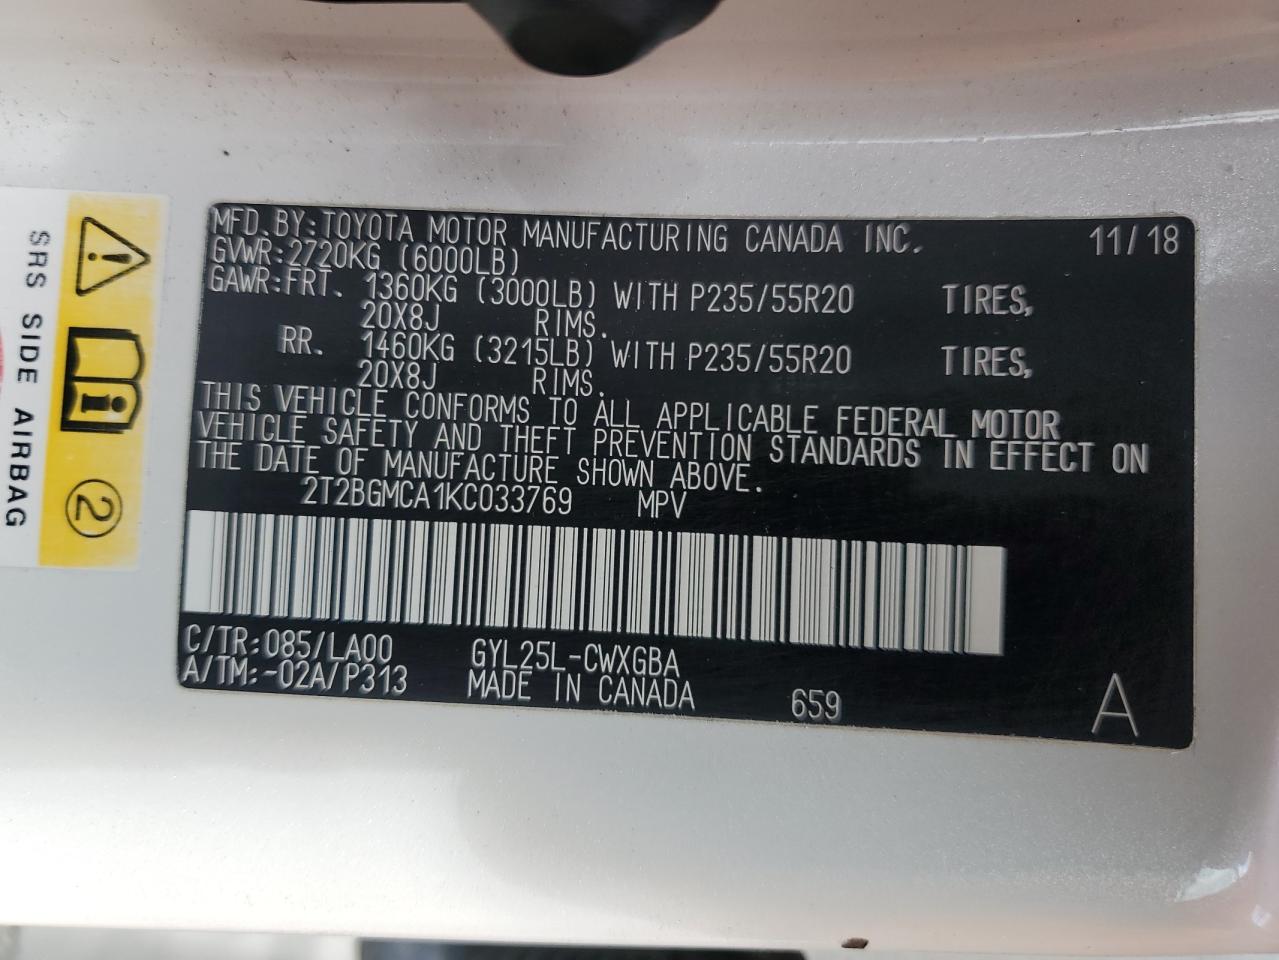 MFD.BY:TOYOTA MOTOR MANUFACTURING CANADA INC. 11/18
GVWR:2720KG (6000LB)
GAWR:FRT. 1360KG (3000LB) WITH P235/55R20 TIRES,
20X8J RIMS.
RR. 1460KG (3215LB) WITH P235/55R20 TIRES,
20X8J RIMS.
THIS VEHICLE CONFORMS TO ALL APPLICABLE FEDERAL MOTOR
VEHICLE SAFETY AND THEFT PREVENTION STANDARDS IN EFFECT ON
THE DATE OF MANUFACTURE SHOWN ABOVE.
2T2BGMCA1KC033769 MPV
C/TR:085/LA00 GYL25L-CWXGBA
A/TM:-02A/P313 MADE IN CANADA 659 A
SRS SIDE AIRBAG
2